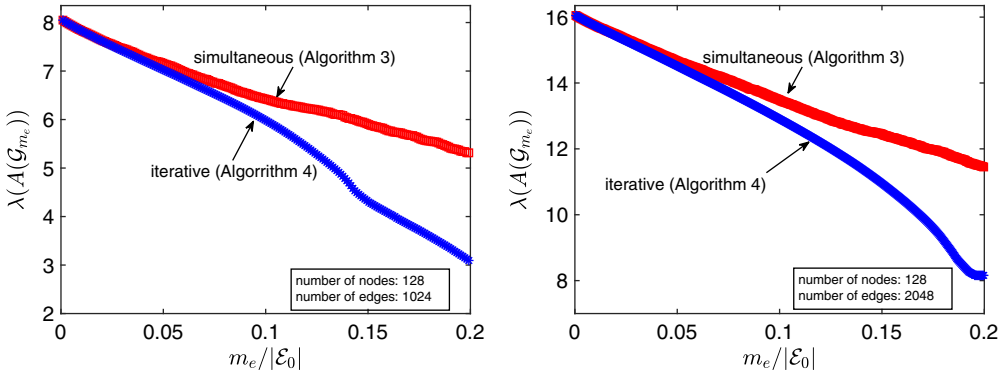 8
7
6
5
4
3
2
0
0.05
0.1
0.15
0.2
λ(A(𝒢_{m_e}))
m_e/|ℰ_0|
simultaneous (Algorithm 3)
iterative (Algorrithm 4)
number of nodes: 128
number of edges: 1024
16
14
12
10
8
0
0.05
0.1
0.15
0.2
λ(A(𝒢_{m_e}))
m_e/|ℰ_0|
simultaneous (Algorithm 3)
iterative (Algorrithm 4)
number of nodes: 128
number of edges: 2048